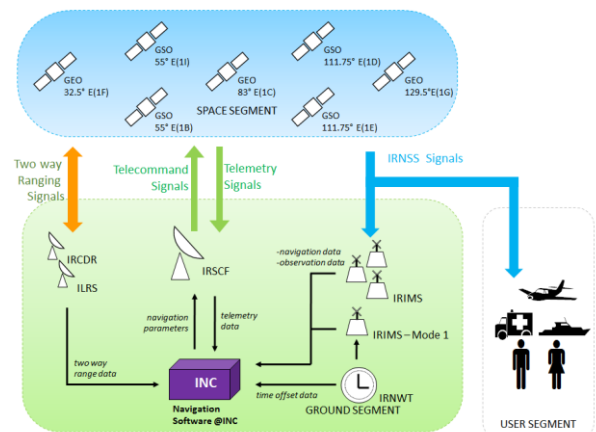 GSO
55° E(1I)
GSO
111.75° E(1D)
GEO
32.5° E(1F)
GEO
83° E(1C)
GEO
129.5°E(1G)
GSO
55° E(1B)
SPACE SEGMENT
GSO
111.75° E(1E)
Two way
Ranging
Signals
Telecommand
Signals
Telemetry
Signals
IRNSS Signals
IRCDR
ILRS
IRSCF
-navigation data
-observation data
IRIMS
navigation
parameters
telemetry
data
IRIMS – Mode 1
two way
range data
INC
time offset data
IRNWT
Navigation
Software @INC
GROUND SEGMENT
USER SEGMENT